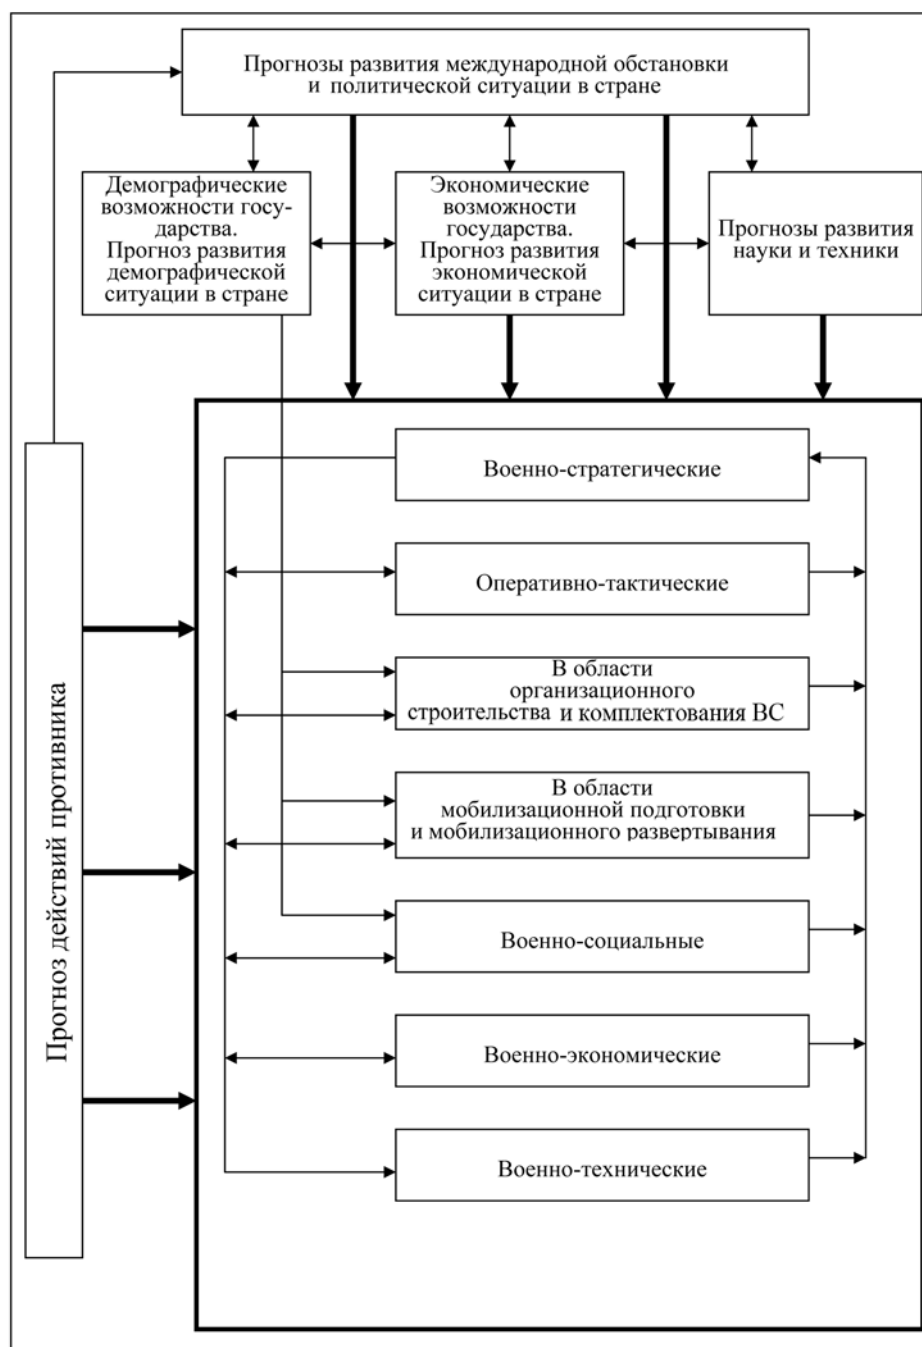 Прогнозы развития международной обстановки
и политической ситуации в стране
Демографические
возможности госу-
дарства.
Прогноз развития
демографической
ситуации в стране
Экономические
возможности
государства.
Прогноз развития
экономической
ситуации в стране
Прогнозы развития
науки и техники
Прогноз действий противника
Военно-стратегические
Оперативно-тактические
В области
организационного
строительства и комплектования ВС
В области
мобилизационной подготовки
и мобилизационного развертывания
Военно-социальные
Военно-экономические
Военно-технические